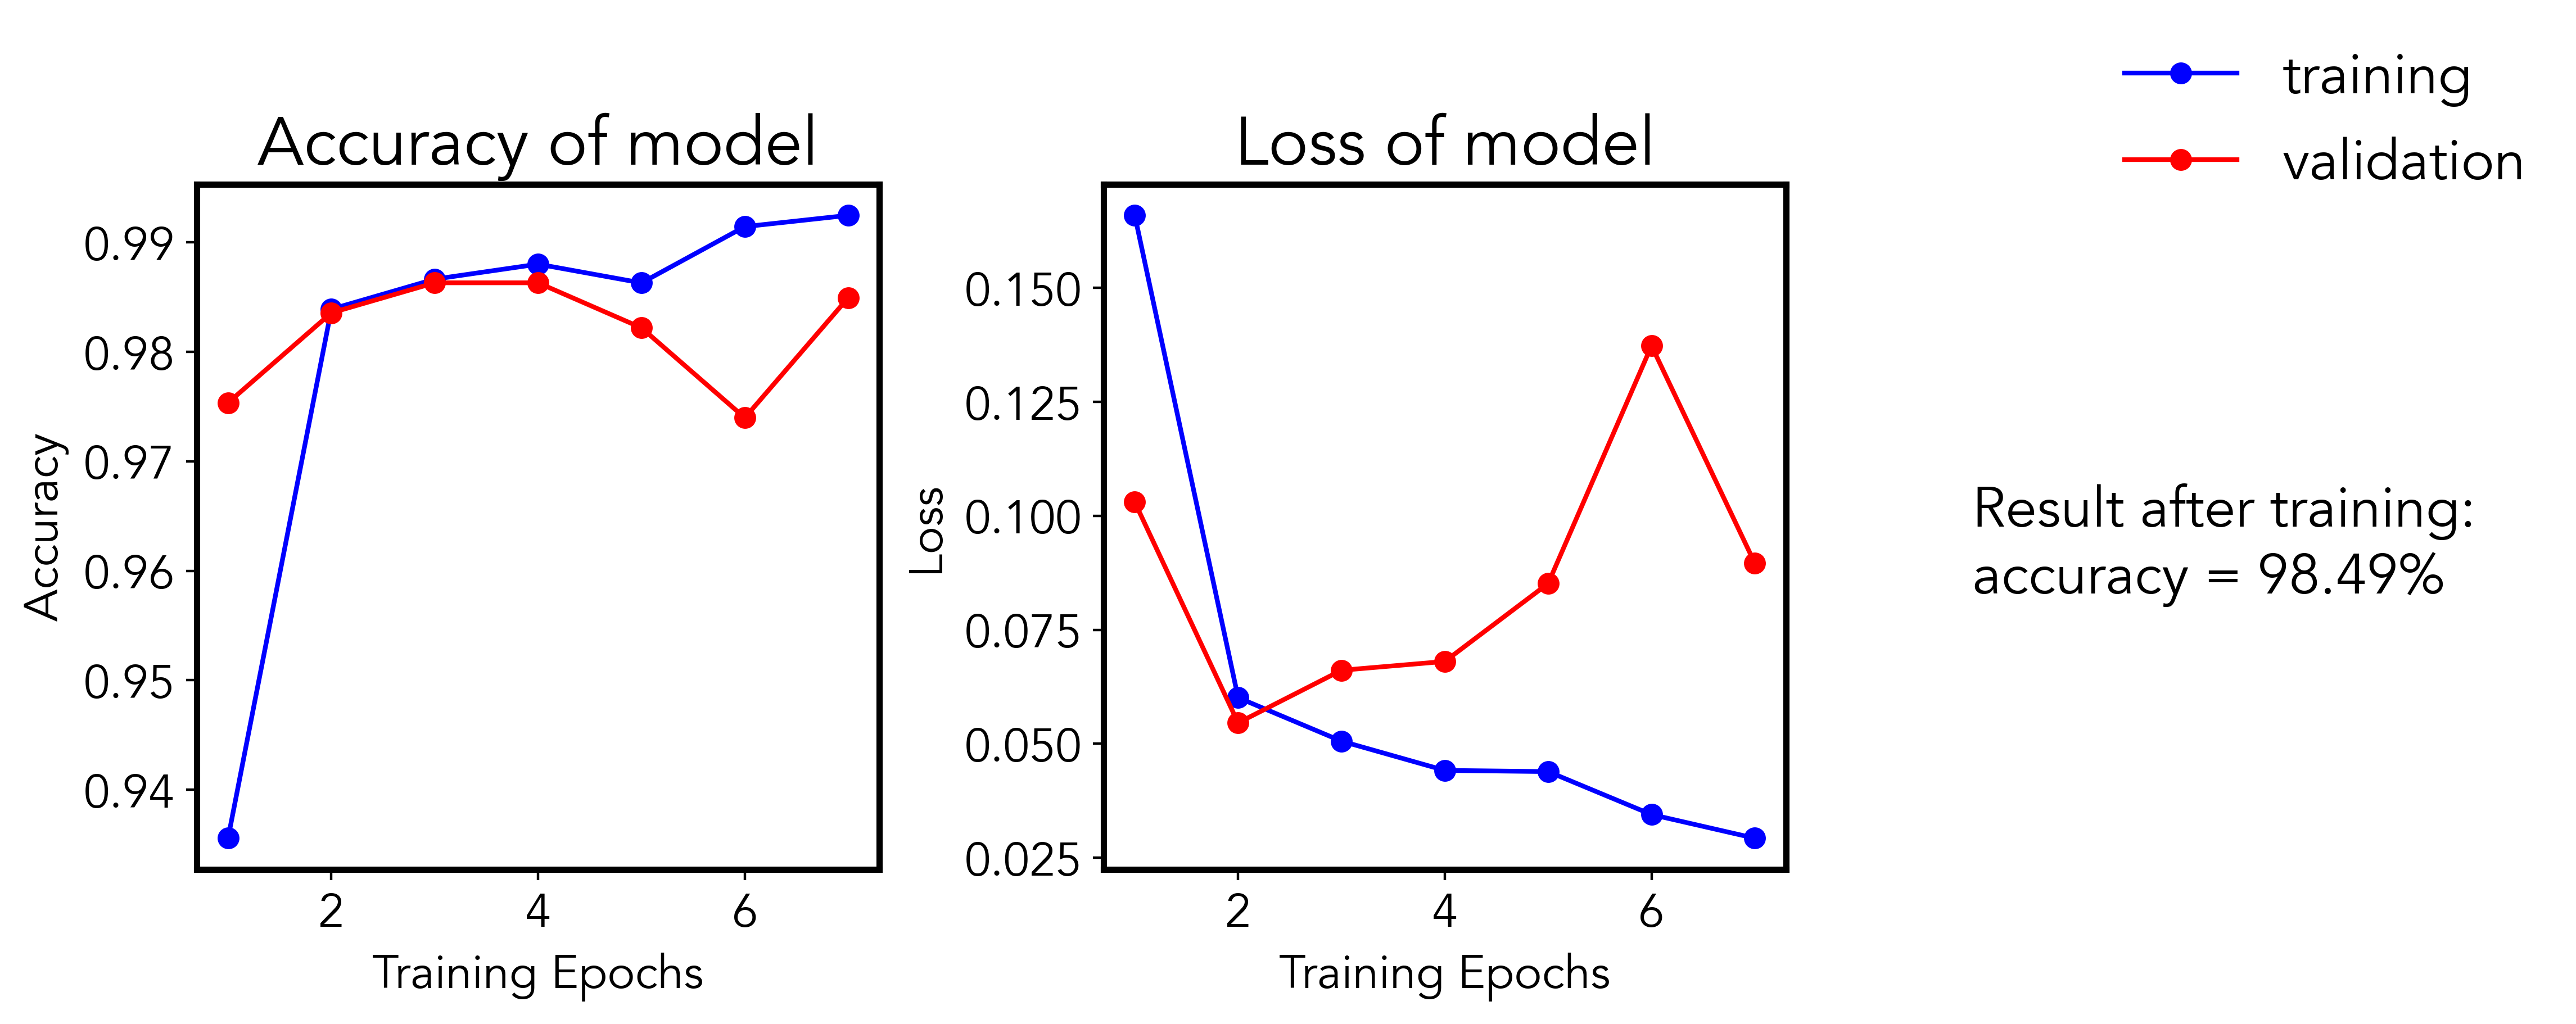 training
validation
Accuracy of model
Loss of model
Accuracy
0.99
0.98
0.97
0.96
0.95
0.94
2
4
6
Training Epochs
Loss
0.150
0.125
0.100
0.075
0.050
0.025
2
4
6
Training Epochs
Result after training:
accuracy = 98.49%